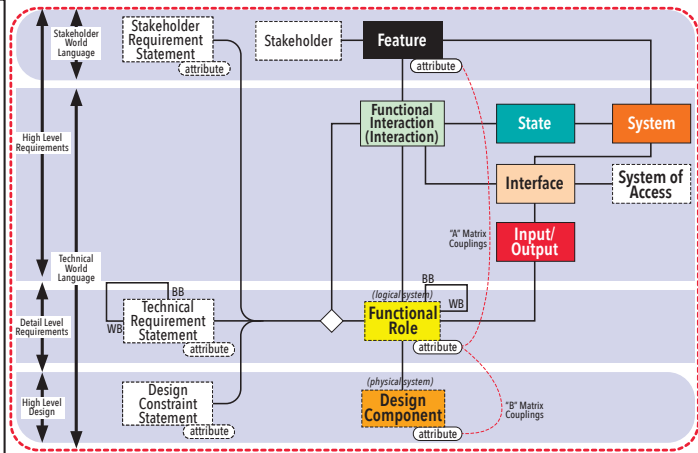 Stakeholder
World
Language
Stakeholder
Requirement
Statement
attribute
Stakeholder
Feature
attribute
High Level
Requirements
Functional
Interaction
(Interaction)
State
System
Interface
System of
Access
"A" Matrix
Couplings
Input/
Output
Technical
World
Language
BB
WB
Technical
Requirement
Statement
attribute
(logical system)
BB
WB
Functional
Role
attribute
Detail Level
Requirements
High Level
Design
Design
Constraint
Statement
attribute
(physical system)
Design
Component
attribute
"B" Matrix
Couplings